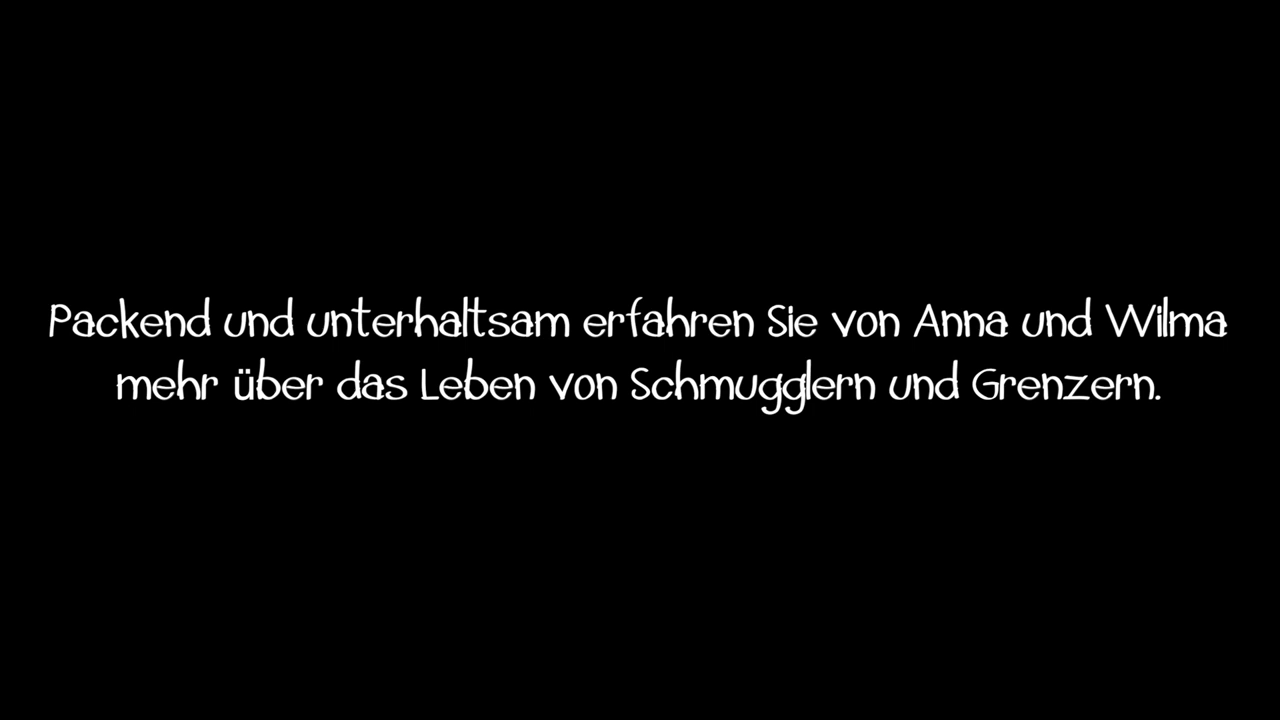 Packend und unterhaltsam erfahren Sie von Anna und Wilma
mehr über das Leben von Schmugglern und Grenzern.